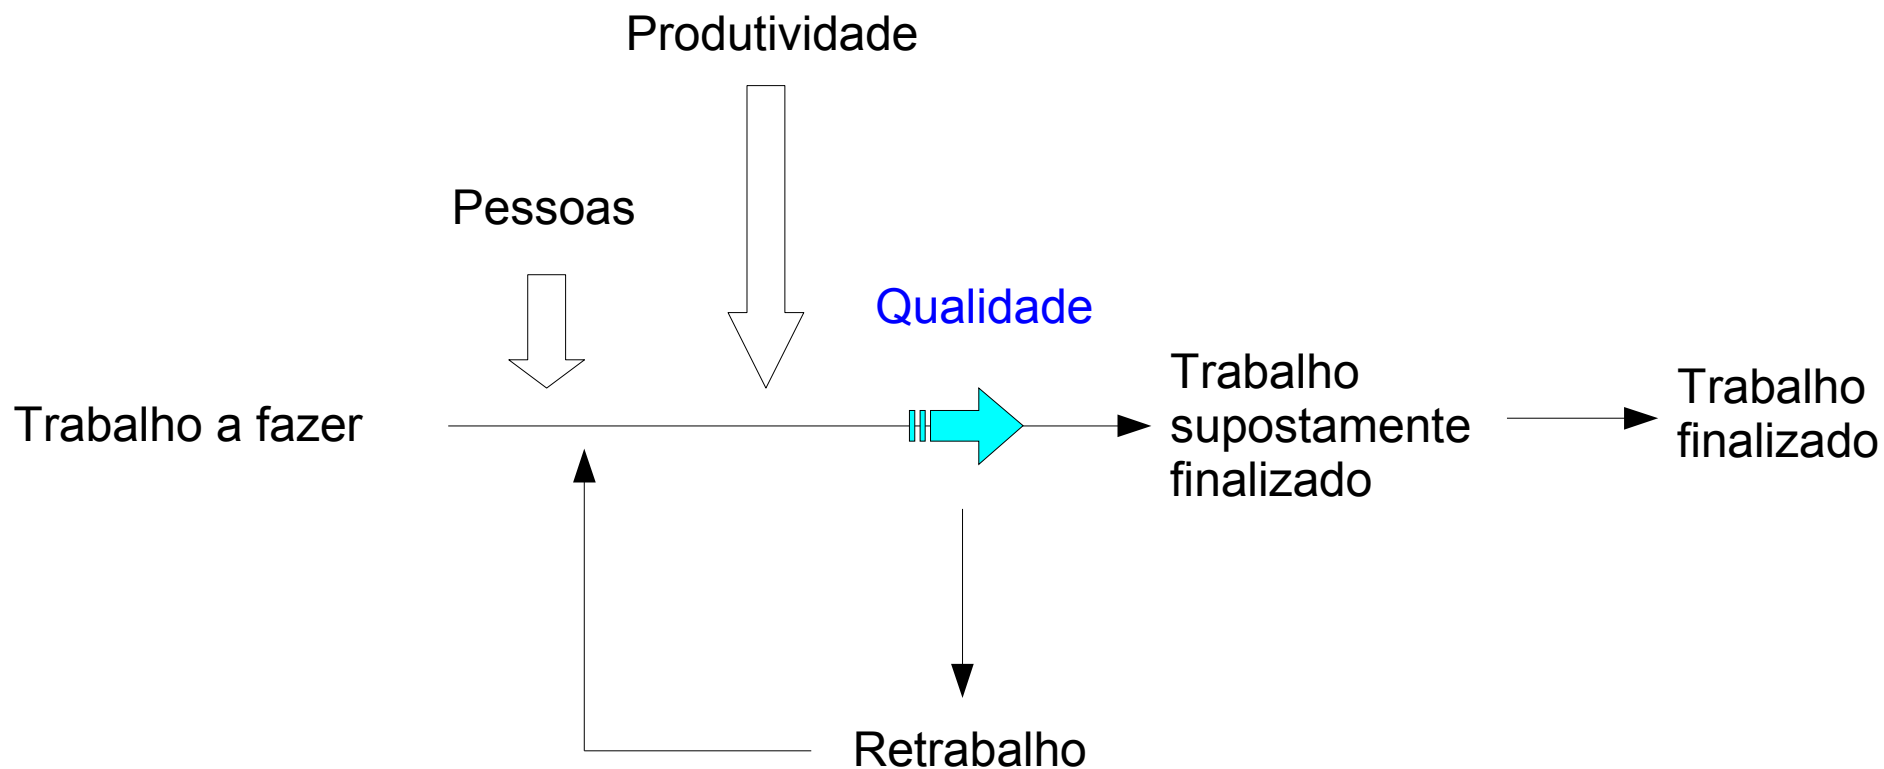 Produtividade
Pessoas
Qualidade
Trabalho a fazer
Trabalho
supostamente
finalizado
Trabalho
finalizado
Retrabalho